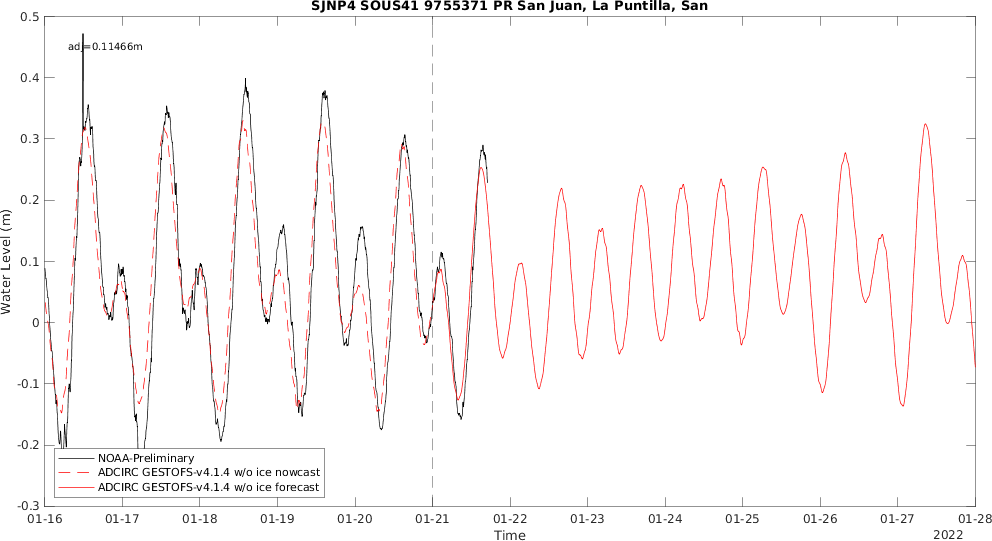 SJNP4 SOUS41 9755371 PR San Juan, La Puntilla, San
adj=0.11466m
0.5
0.4
0.3
0.2
0.1
0
-0.1
-0.2
-0.3
Water Level (m)
NOAA-Preliminary
ADCIRC GESTOFS-v4.1.4 w/o ice nowcast
ADCIRC GESTOFS-v4.1.4 w/o ice forecast
01-16 01-17 01-18 01-19 01-20 01-21 01-22 01-23 01-24 01-25 01-26 01-27 01-28
Time
2022